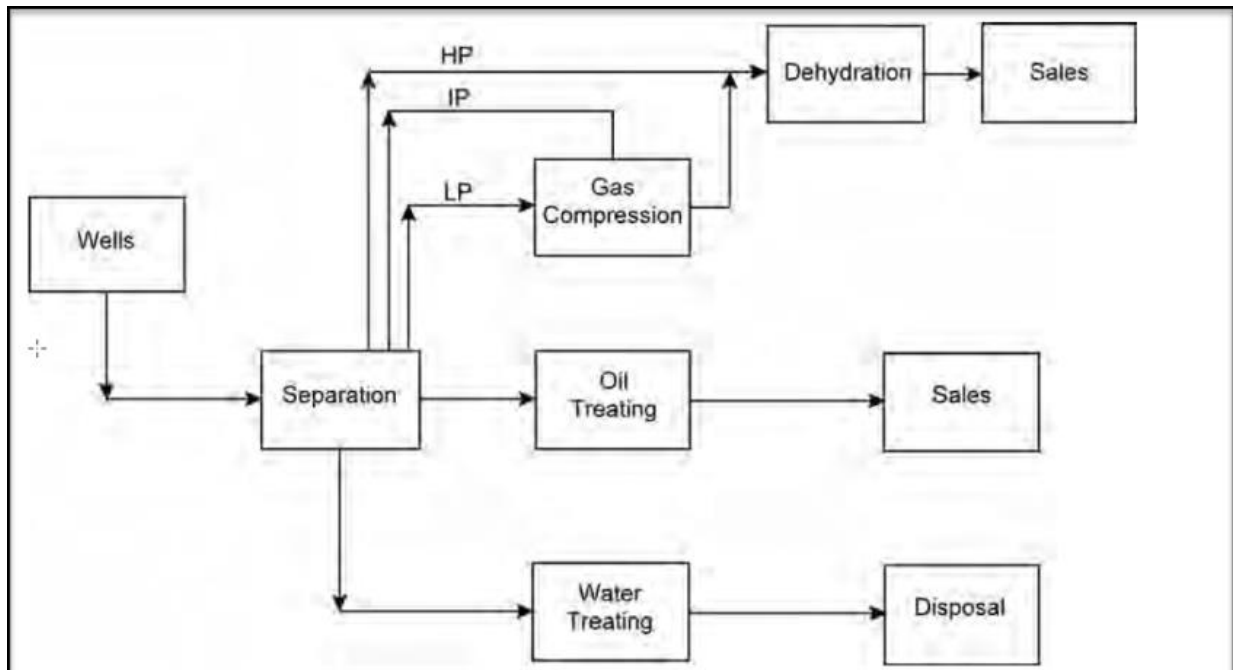 HP
Dehydration
Sales
IP
LP
Gas
Compression
Wells
Separation
Oil
Treating
Sales
Water
Treating
Disposal